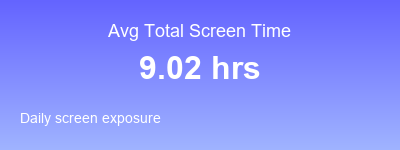 Avg Total Screen Time
9.02 hrs
Daily screen exposure